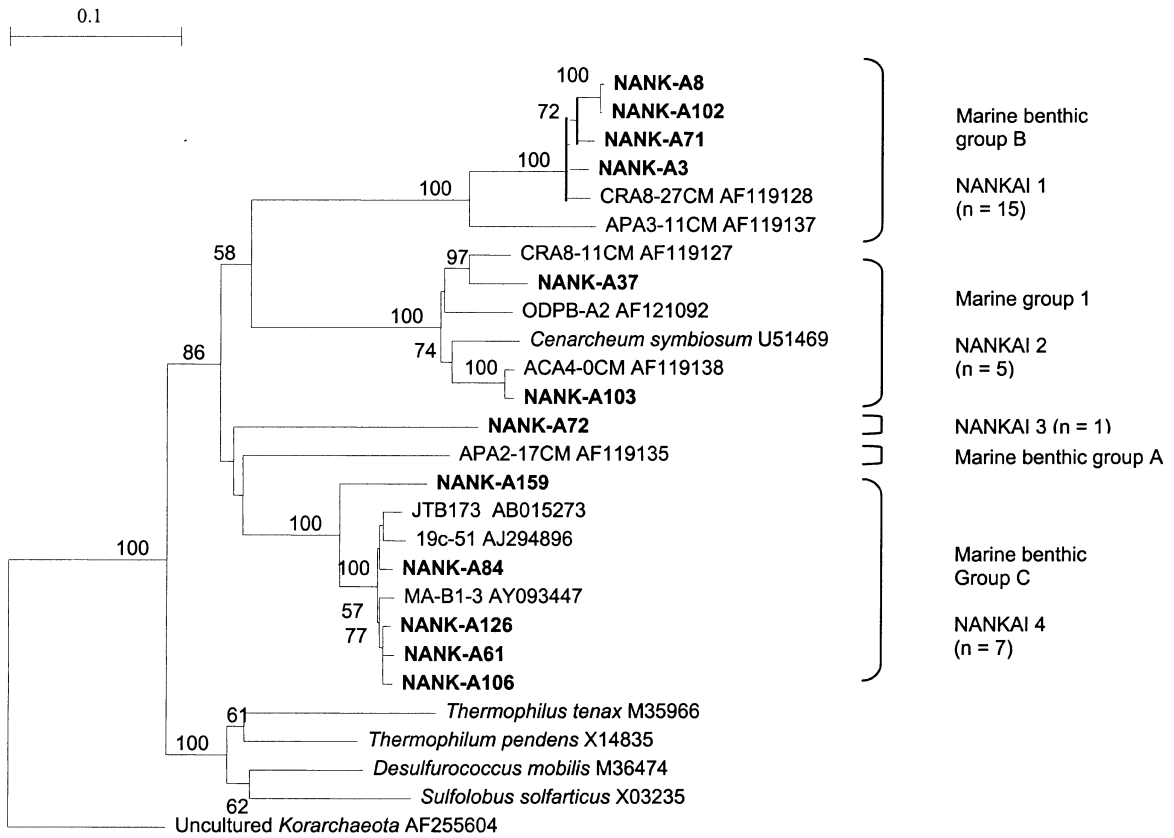 0.1
100
NANK-A8
72
NANK-A102
NANK-A71
100
NANK-A3
100
CRA8-27CM AF119128
APA3-11CM AF119137
Marine benthic
group B
NANKAI 1
(n = 15)
58
97
CRA8-11CM AF119127
NANK-A37
100
ODPB-A2 AF121092
74
Cenarcheum symbiosum U51469
100
ACA4-0CM AF119138
NANK-A103
Marine group 1
NANKAI 2
(n = 5)
86
NANK-A72
NANKAI 3 (n = 1)
APA2-17CM AF119135
Marine benthic group A
NANK-A159
100
JTB173 AB015273
19c-51 AJ294896
100
NANK-A84
MA-B1-3 AY093447
57
NANK-A126
77
NANK-A61
NANK-A106
Marine benthic
Group C
NANKAI 4
(n = 7)
100
61
Thermophilus tenax M35966
100
Thermophilum pendens X14835
Desulfurococcus mobilis M36474
62
Sulfolobus solfarticus X03235
Uncultured Korarchaeota AF255604